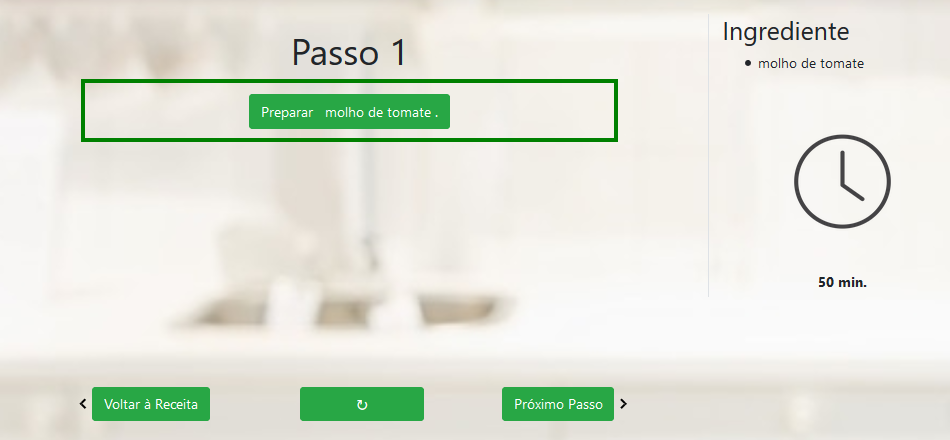 Passo 1
Preparar molho de tomate .
Ingrediente
molho de tomate
50 min.
Voltar à Receita
↻
Próximo Passo